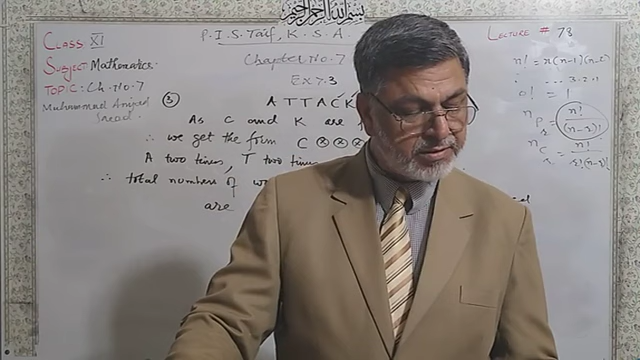 بسم الله الرحمن الرحيم
P.I.S. Taif, K.S.A
LECTURE # 78
CLASS XI
SUBJECT: Mathematics
TOPIC: Ch. No. 7
Muhammad Amjad
Chapter No. 7
Ex 7.3
n! = n(n-1)(n-2)
... 3.2.1
0! = 1
nPr = n!/(n-r)!
nCr = n!/r!(n-r)!
3 ATTACK
As C and K are
∴ we get the form C ⊗ ⊗ ⊗
A two times, T two times
∴ total numbers of
are